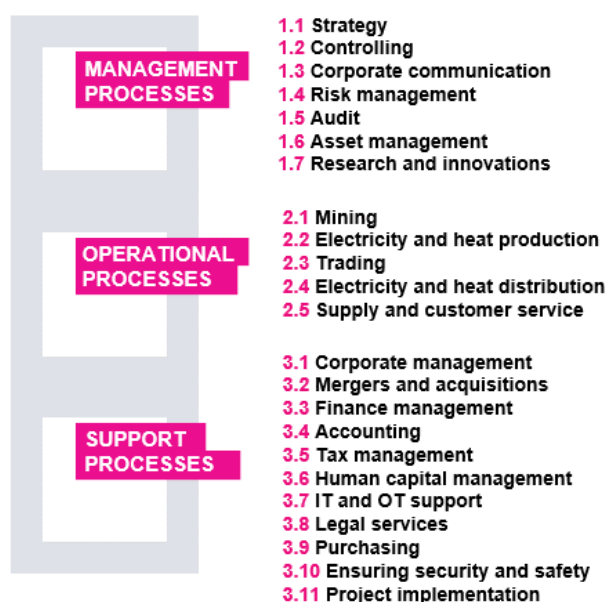 MANAGEMENT
PROCESSES
1.1 Strategy
1.2 Controlling
1.3 Corporate communication
1.4 Risk management
1.5 Audit
1.6 Asset management
1.7 Research and innovations
OPERATIONAL
PROCESSES
2.1 Mining
2.2 Electricity and heat production
2.3 Trading
2.4 Electricity and heat distribution
2.5 Supply and customer service
SUPPORT
PROCESSES
3.1 Corporate management
3.2 Mergers and acquisitions
3.3 Finance management
3.4 Accounting
3.5 Tax management
3.6 Human capital management
3.7 IT and OT support
3.8 Legal services
3.9 Purchasing
3.10 Ensuring security and safety
3.11 Project implementation